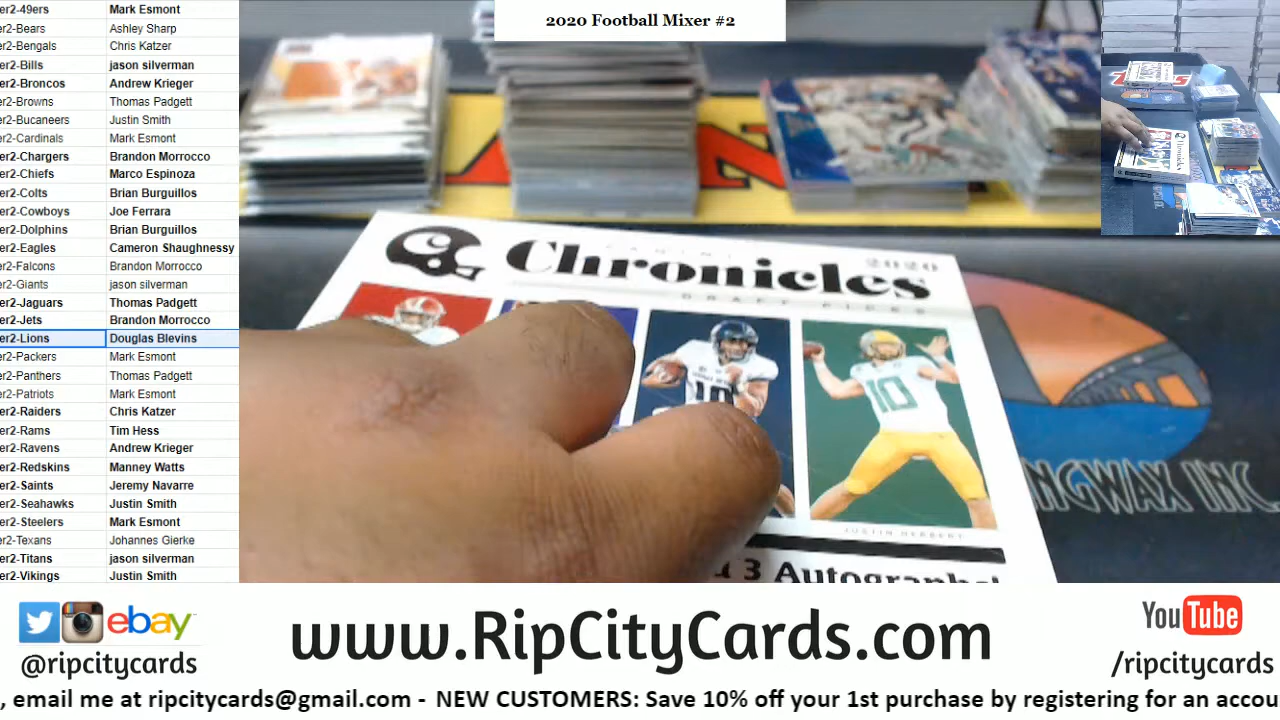 er2-49ers Mark Esmont
er2-Bears Ashley Sharp
er2-Bengals Chris Katzer
er2-Bills jason silverman
er2-Broncos Andrew Krieger
er2-Browns Thomas Padgett
er2-Bucaneers Justin Smith
er2-Cardinals Mark Esmont
er2-Chargers Brandon Morrocco
er2-Chiefs Marco Espinoza
er2-Colts Brian Burguillos
er2-Cowboys Joe Ferrara
er2-Dolphins Brian Burguillos
er2-Eagles Cameron Shaughnessy
er2-Falcons Brandon Morrocco
er2-Giants jason silverman
er2-Jaguars Thomas Padgett
er2-Jets Brandon Morrocco
er2-Lions Douglas Blevins
er2-Packers Mark Esmont
er2-Panthers Thomas Padgett
er2-Patriots Mark Esmont
er2-Raiders Chris Katzer
er2-Rams Tim Hess
er2-Ravens Andrew Krieger
er2-Redskins Manney Watts
er2-Saints Jeremy Navarre
er2-Seahawks Justin Smith
er2-Steelers Mark Esmont
er2-Texans Johannes Gierke
er2-Titans jason silverman
er2-Vikings Justin Smith
2020 Football Mixer #2
PANINI 2020
Chronicles
DRAFT PICKS
10
10
JUSTIN HERBERT
3 Autographs!
NGWAX INC
ebay
@ripcitycards
www.RipCityCards.com
YouTube
/ripcitycards
, email me at ripcitycards@gmail.com - NEW CUSTOMERS: Save 10% off your 1st purchase by registering for an accou